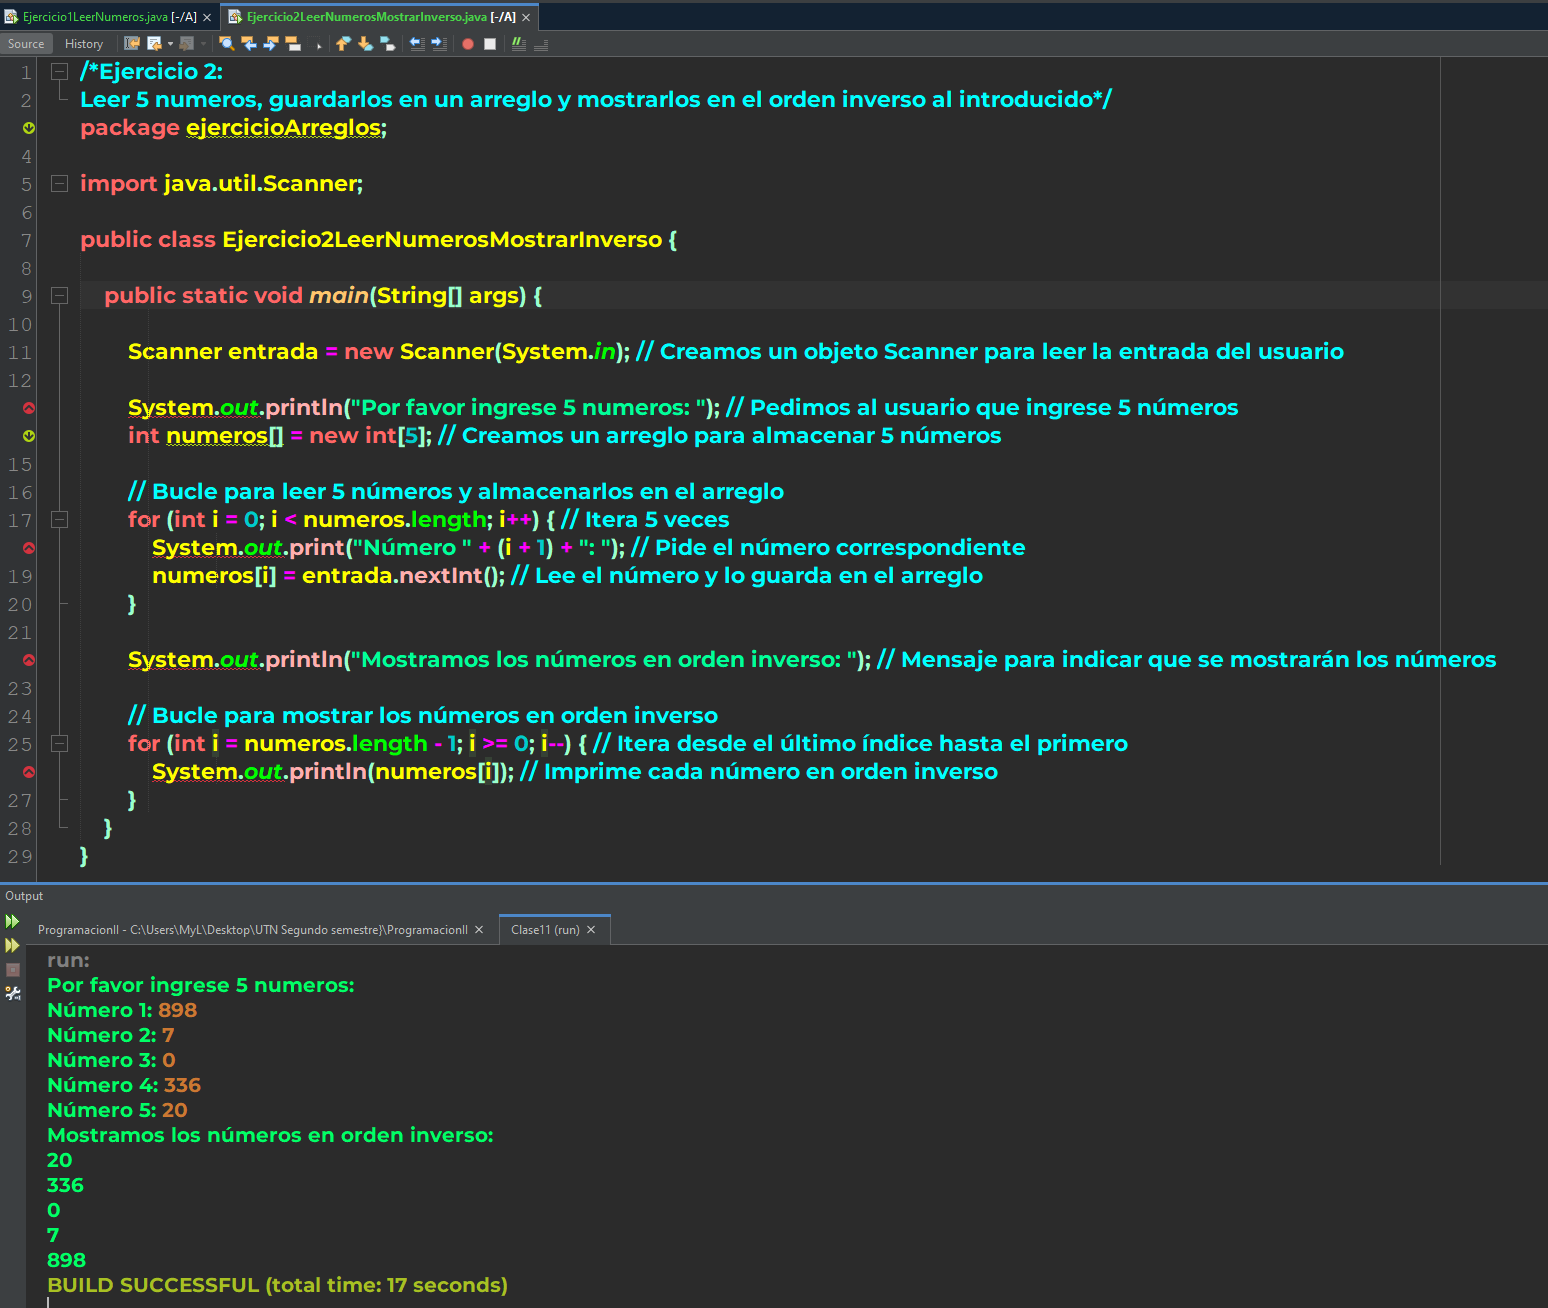 Ejercicio1LeerNumeros.java [-/A] × Ejercicio2LeerNumerosMostrarInverso.java [-/A] ×
Source History
1 /*Ejercicio 2:
2 Leer 5 numeros, guardarlos en un arreglo y mostrarlos en el orden inverso al introducido*/
package ejercicioArreglos;
4
5 import java.util.Scanner;
6
7 public class Ejercicio2LeerNumerosMostrarInverso {
8
9 public static void main(String[] args) {
10
11 Scanner entrada = new Scanner(System.in); // Creamos un objeto Scanner para leer la entrada del usuario
12
System.out.println("Por favor ingrese 5 numeros: "); // Pedimos al usuario que ingrese 5 números
int numeros[] = new int[5]; // Creamos un arreglo para almacenar 5 números
15
16 // Bucle para leer 5 números y almacenarlos en el arreglo
17 for (int i = 0; i < numeros.length; i++) { // Itera 5 veces
System.out.print("Número " + (i + 1) + ": "); // Pide el número correspondiente
19 numeros[i] = entrada.nextInt(); // Lee el número y lo guarda en el arreglo
20 }
21
System.out.println("Mostramos los números en orden inverso: "); // Mensaje para indicar que se mostrarán los números
23
24 // Bucle para mostrar los números en orden inverso
25 for (int i = numeros.length - 1; i >= 0; i--) { // Itera desde el último índice hasta el primero
System.out.println(numeros[i]); // Imprime cada número en orden inverso
27 }
28 }
29 }
Output
ProgramacionII - C:\Users\MyL\Desktop\UTN Segundo semestre}\ProgramacionII × Clase11 (run) ×
run:
Por favor ingrese 5 numeros:
Número 1: 898
Número 2: 7
Número 3: 0
Número 4: 336
Número 5: 20
Mostramos los números en orden inverso:
20
336
0
7
898
BUILD SUCCESSFUL (total time: 17 seconds)